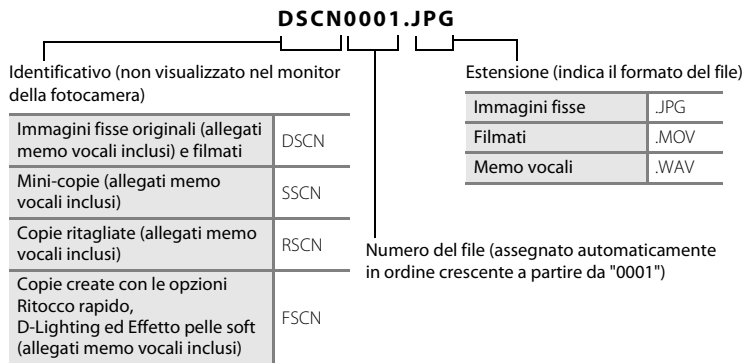 DSCN0001.JPG
Identificativo (non visualizzato nel monitor
della fotocamera)
Immagini fisse originali (allegati
memo vocali inclusi) e filmati
DSCN
Mini-copie (allegati memo
vocali inclusi)
SSCN
Copie ritagliate (allegati memo
vocali inclusi)
RSCN
Copie create con le opzioni
Ritocco rapido,
D-Lighting ed Effetto pelle soft
(allegati memo vocali inclusi)
FSCN
Estensione (indica il formato del file)
Immagini fisse
.JPG
Filmati
.MOV
Memo vocali
.WAV
Numero del file (assegnato automaticamente
in ordine crescente a partire da "0001")